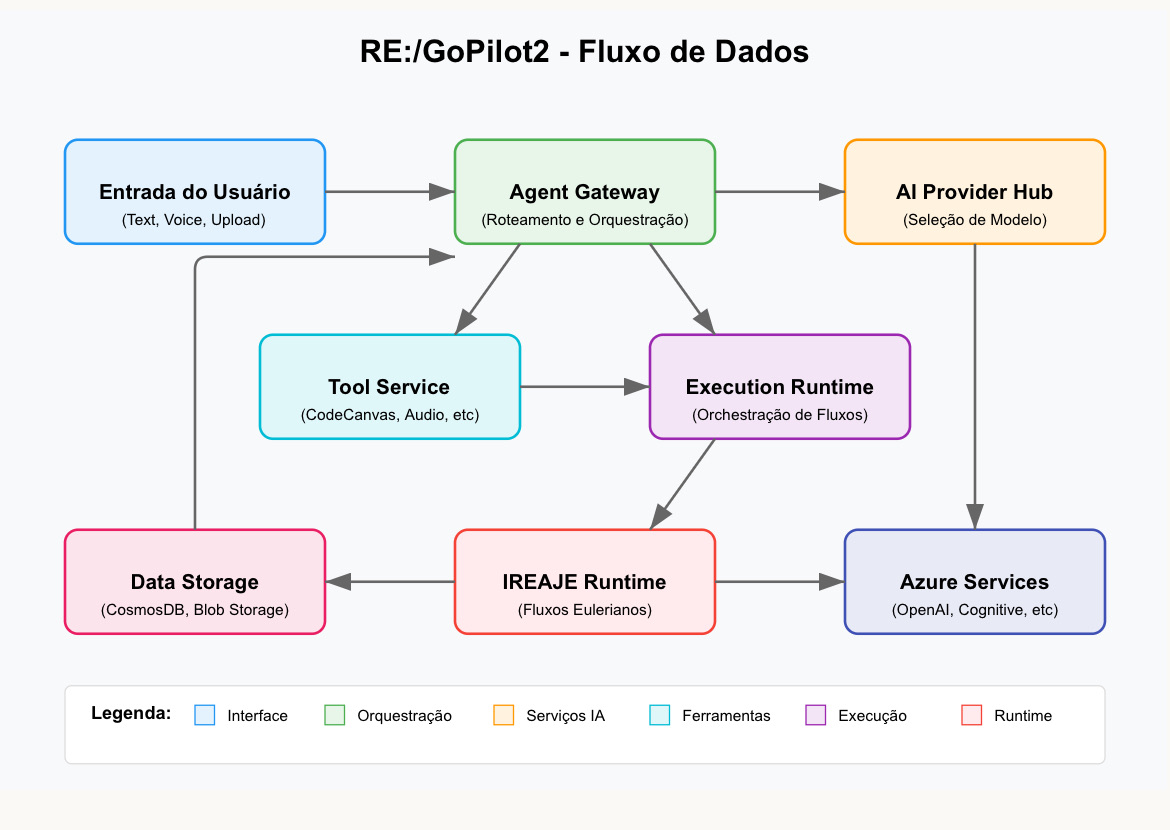 RE:/GoPilot2 - Fluxo de Dados
Entrada do Usuário
(Text, Voice, Upload)
Agent Gateway
(Roteamento e Orquestração)
AI Provider Hub
(Seleção de Modelo)
Tool Service
(CodeCanvas, Audio, etc)
Execution Runtime
(Orchestração de Fluxos)
Data Storage
(CosmosDB, Blob Storage)
IREAJE Runtime
(Fluxos Eulerianos)
Azure Services
(OpenAI, Cognitive, etc)
Legenda: Interface Orquestração Serviços IA Ferramentas Execução Runtime